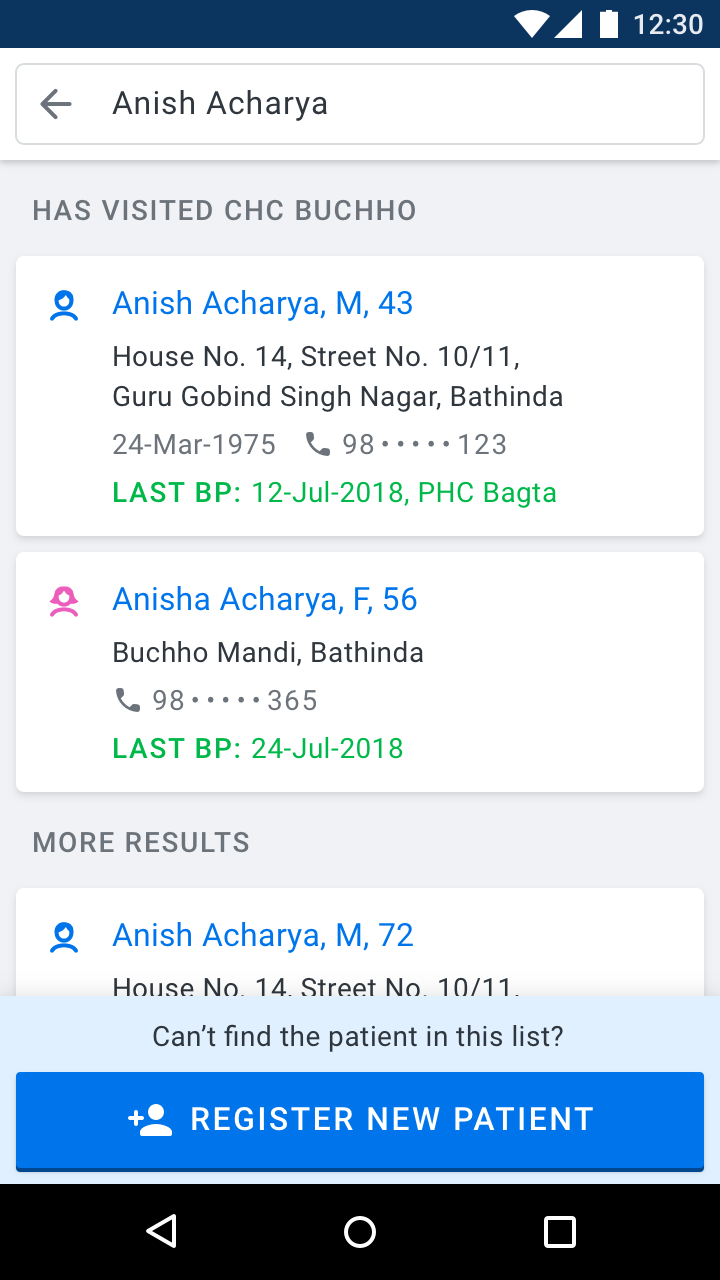 12:30
Anish Acharya
HAS VISITED CHC BUCHHO
Anish Acharya, M, 43
House No. 14, Street No. 10/11,
Guru Gobind Singh Nagar, Bathinda
24-Mar-1975 98•••••123
LAST BP: 12-Jul-2018, PHC Bagta
Anisha Acharya, F, 56
Buchho Mandi, Bathinda
98•••••365
LAST BP: 24-Jul-2018
MORE RESULTS
Anish Acharya, M, 72
House No. 14, Street No. 10/11,
Can’t find the patient in this list?
REGISTER NEW PATIENT